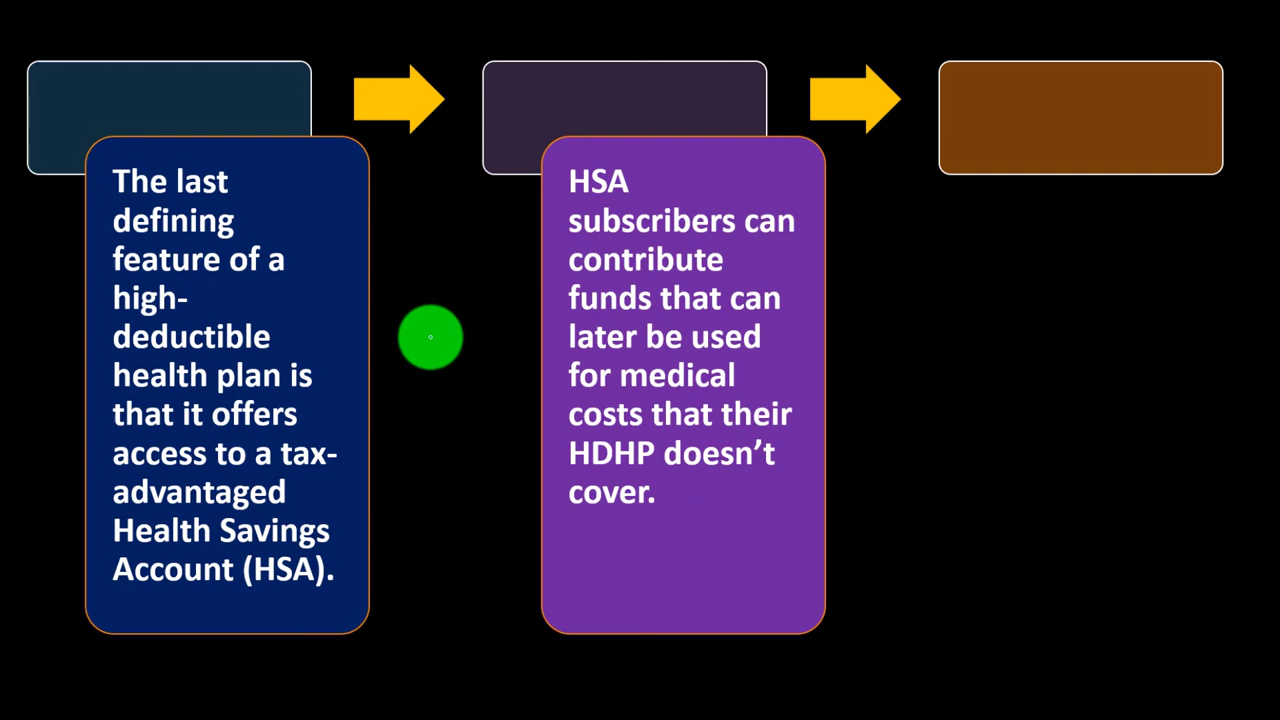 The last
defining
feature of a
high-
deductible
health plan is
that it offers
access to a tax-
advantaged
Health Savings
Account (HSA).
HSA
subscribers can
contribute
funds that can
later be used
for medical
costs that their
HDHP doesn’t
cover.